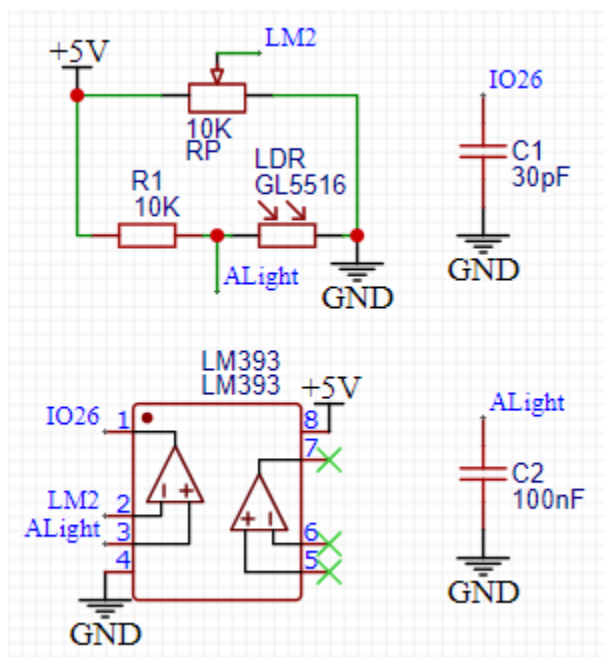 +5V
LM2
10K
RP
R1
10K
LDR
GL5516
ALight
GND
IO26
C1
30pF
GND
LM393
LM393
+5V
IO26
1
8
7
LM2
2
ALight
3
6
4
5
GND
ALight
C2
100nF
GND